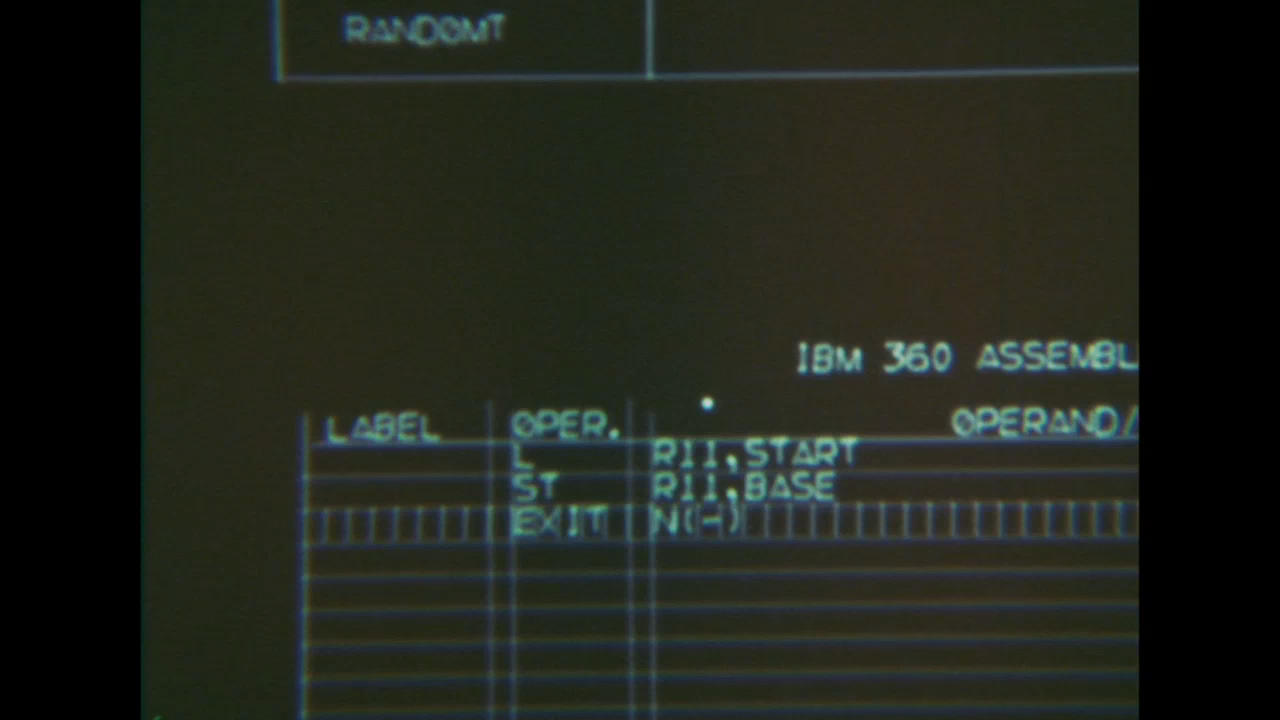 RANDOMT
IBM 360 ASSEMBL
LABEL OPER. OPERAND/
L R11,START
ST R11,BASE
EXIT N(-)